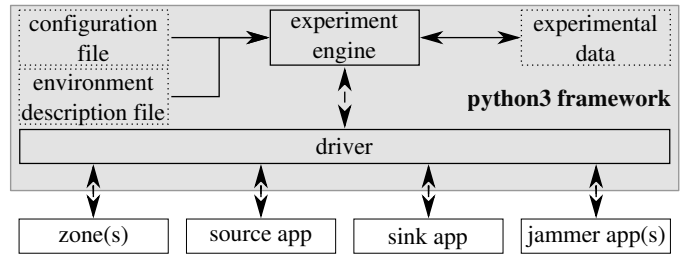 configuration
file
experiment
engine
experimental
data
environment
description file
python3 framework
driver
zone(s)
source app
sink app
jammer app(s)